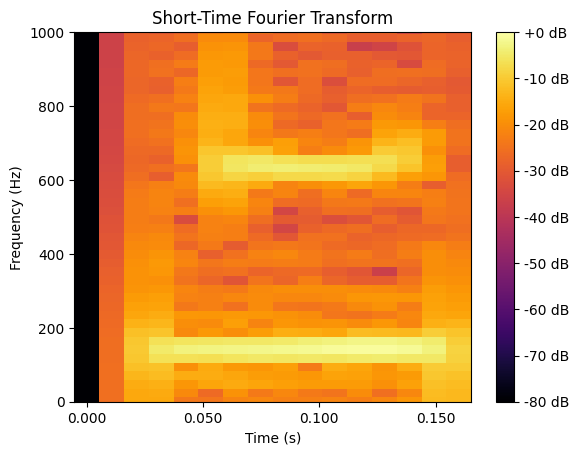 Short-Time Fourier Transform
1000
800
600
400
200
0
Frequency (Hz)
0.000
0.050
0.100
0.150
Time (s)
+0 dB
-10 dB
-20 dB
-30 dB
-40 dB
-50 dB
-60 dB
-70 dB
-80 dB